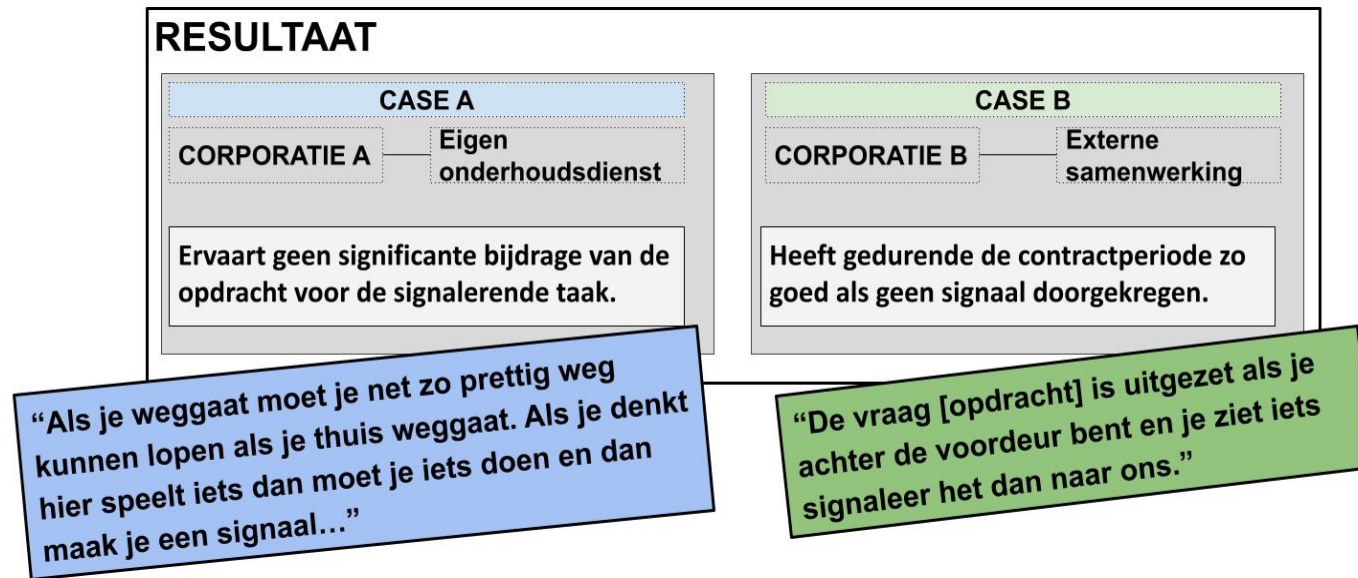 RESULTAAT
CASE A
CORPORATIE A
Eigen
onderhoudsdienst
Ervaart geen significante bijdrage van de
opdracht voor de signalerende taak.
“Als je weggaat moet je net zo prettig weg
kunnen lopen als je thuis weggaat. Als je denkt
hier speelt iets dan moet je iets doen en dan
maak je een signaal…”
CASE B
CORPORATIE B
Externe
samenwerking
Heeft gedurende de contractperiode zo
goed als geen signaal doorgekregen.
“De vraag [opdracht] is uitgezet als je
achter de voordeur bent en je ziet iets
signaleer het dan naar ons.”